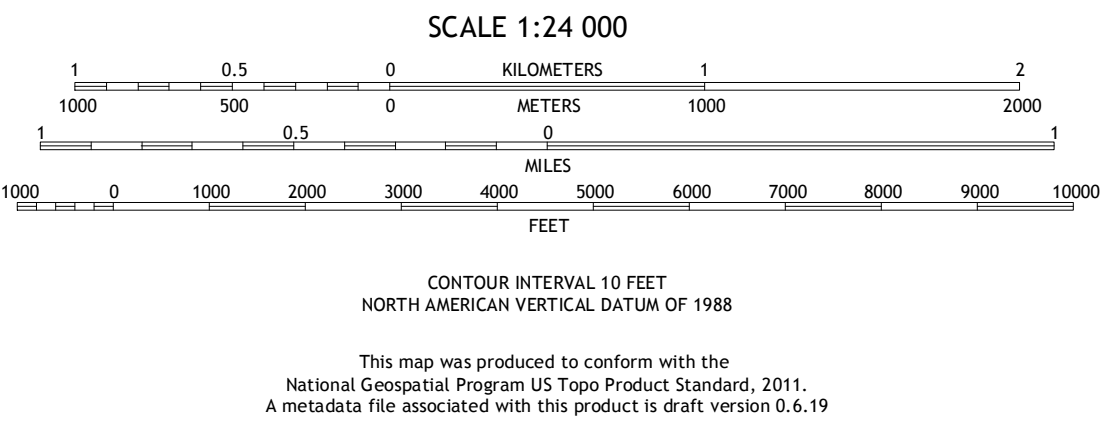 SCALE 1:24 000
1 0.5 0 KILOMETERS 1 2
1000 500 0 METERS 1000 2000
1 0.5 0 1
MILES
1000 0 1000 2000 3000 4000 5000 6000 7000 8000 9000 10000
FEET
CONTOUR INTERVAL 10 FEET
NORTH AMERICAN VERTICAL DATUM OF 1988
This map was produced to conform with the
National Geospatial Program US Topo Product Standard, 2011.
A metadata file associated with this product is draft version 0.6.19